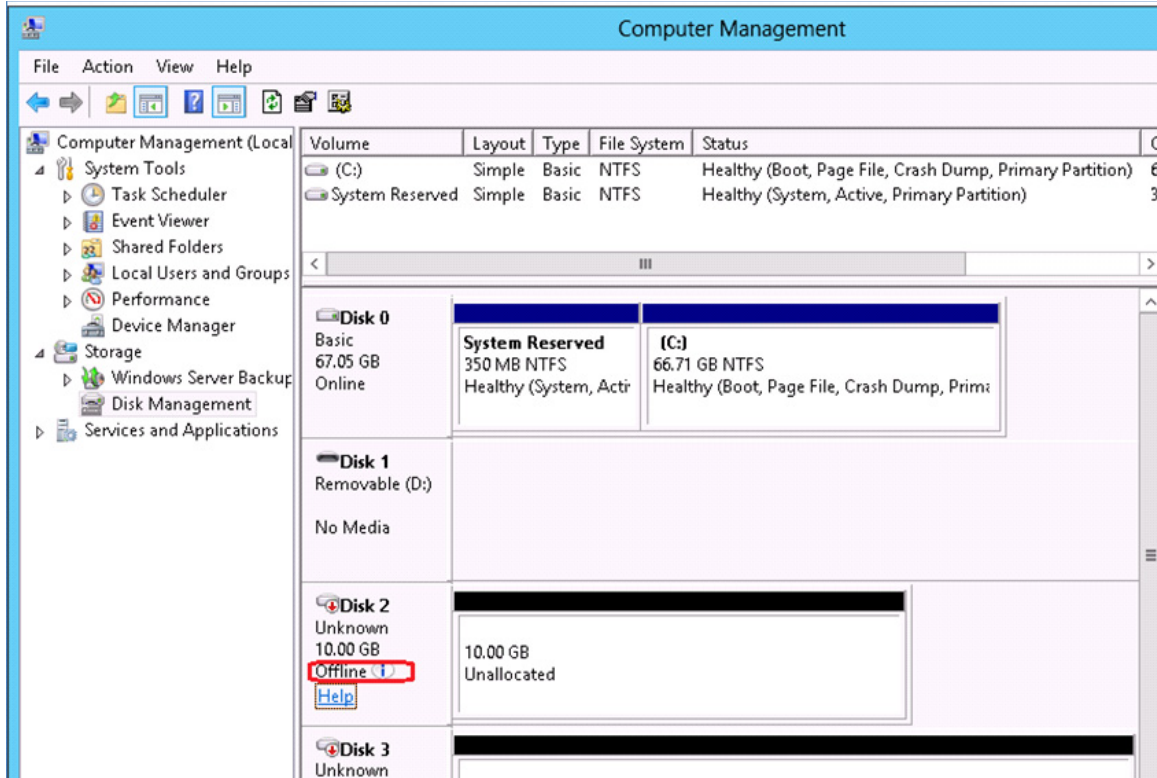 Computer Management
File Action View Help
Computer Management (Local
System Tools
Task Scheduler
Event Viewer
Shared Folders
Local Users and Groups
Performance
Device Manager
Storage
Windows Server Backup
Disk Management
Services and Applications
Volume Layout Type File System Status
(C:) Simple Basic NTFS Healthy (Boot, Page File, Crash Dump, Primary Partition)
System Reserved Simple Basic NTFS Healthy (System, Active, Primary Partition)
Disk 0
Basic
67.05 GB
Online
System Reserved
350 MB NTFS
Healthy (System, Acti
(C:)
66.71 GB NTFS
Healthy (Boot, Page File, Crash Dump, Prima
Disk 1
Removable (D:)
No Media
Disk 2
Unknown
10.00 GB
Offline
Help
10.00 GB
Unallocated
Disk 3
Unknown